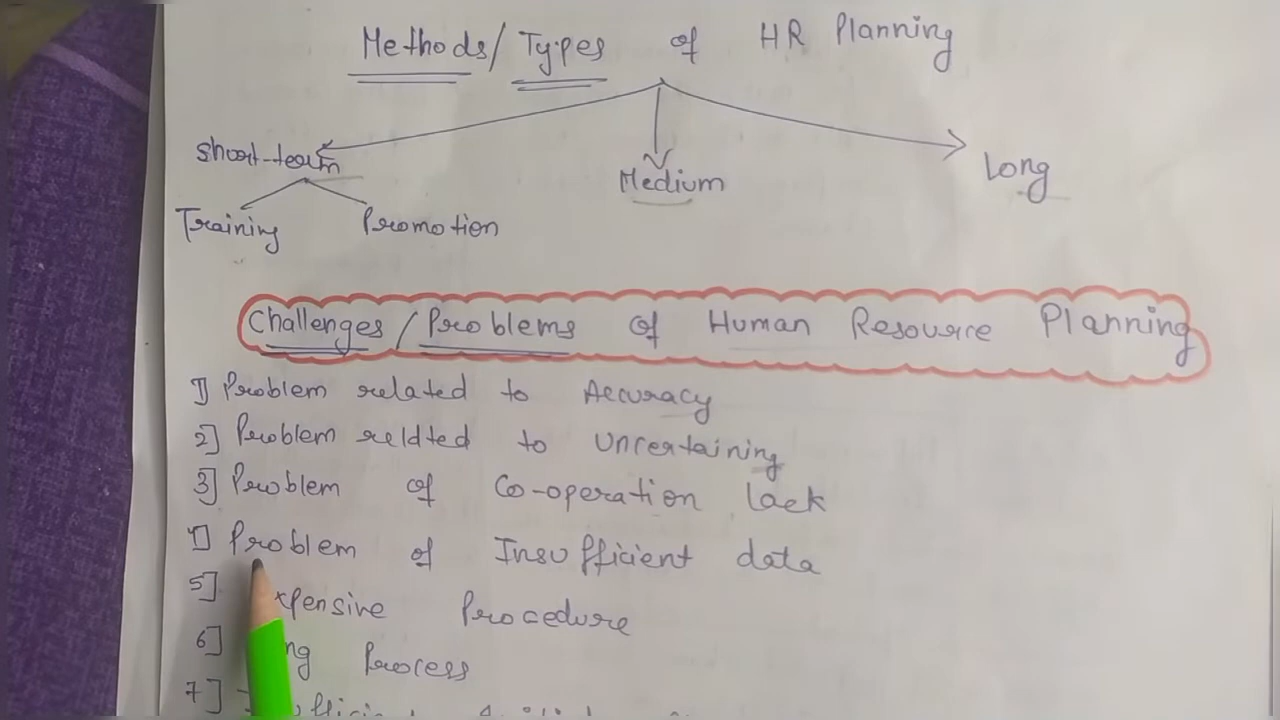 Methods/Types of HR Planning
Short-term Medium Long
Training Promotion
Challenges/Problems of Human Resource Planning
1] Problem related to Accuracy
2] Problem reldted to Uncertaining
3] Problem of Co-operation lack
4] Problem of Insufficient data
5] xpensive Procedure
6] ng Process
7]